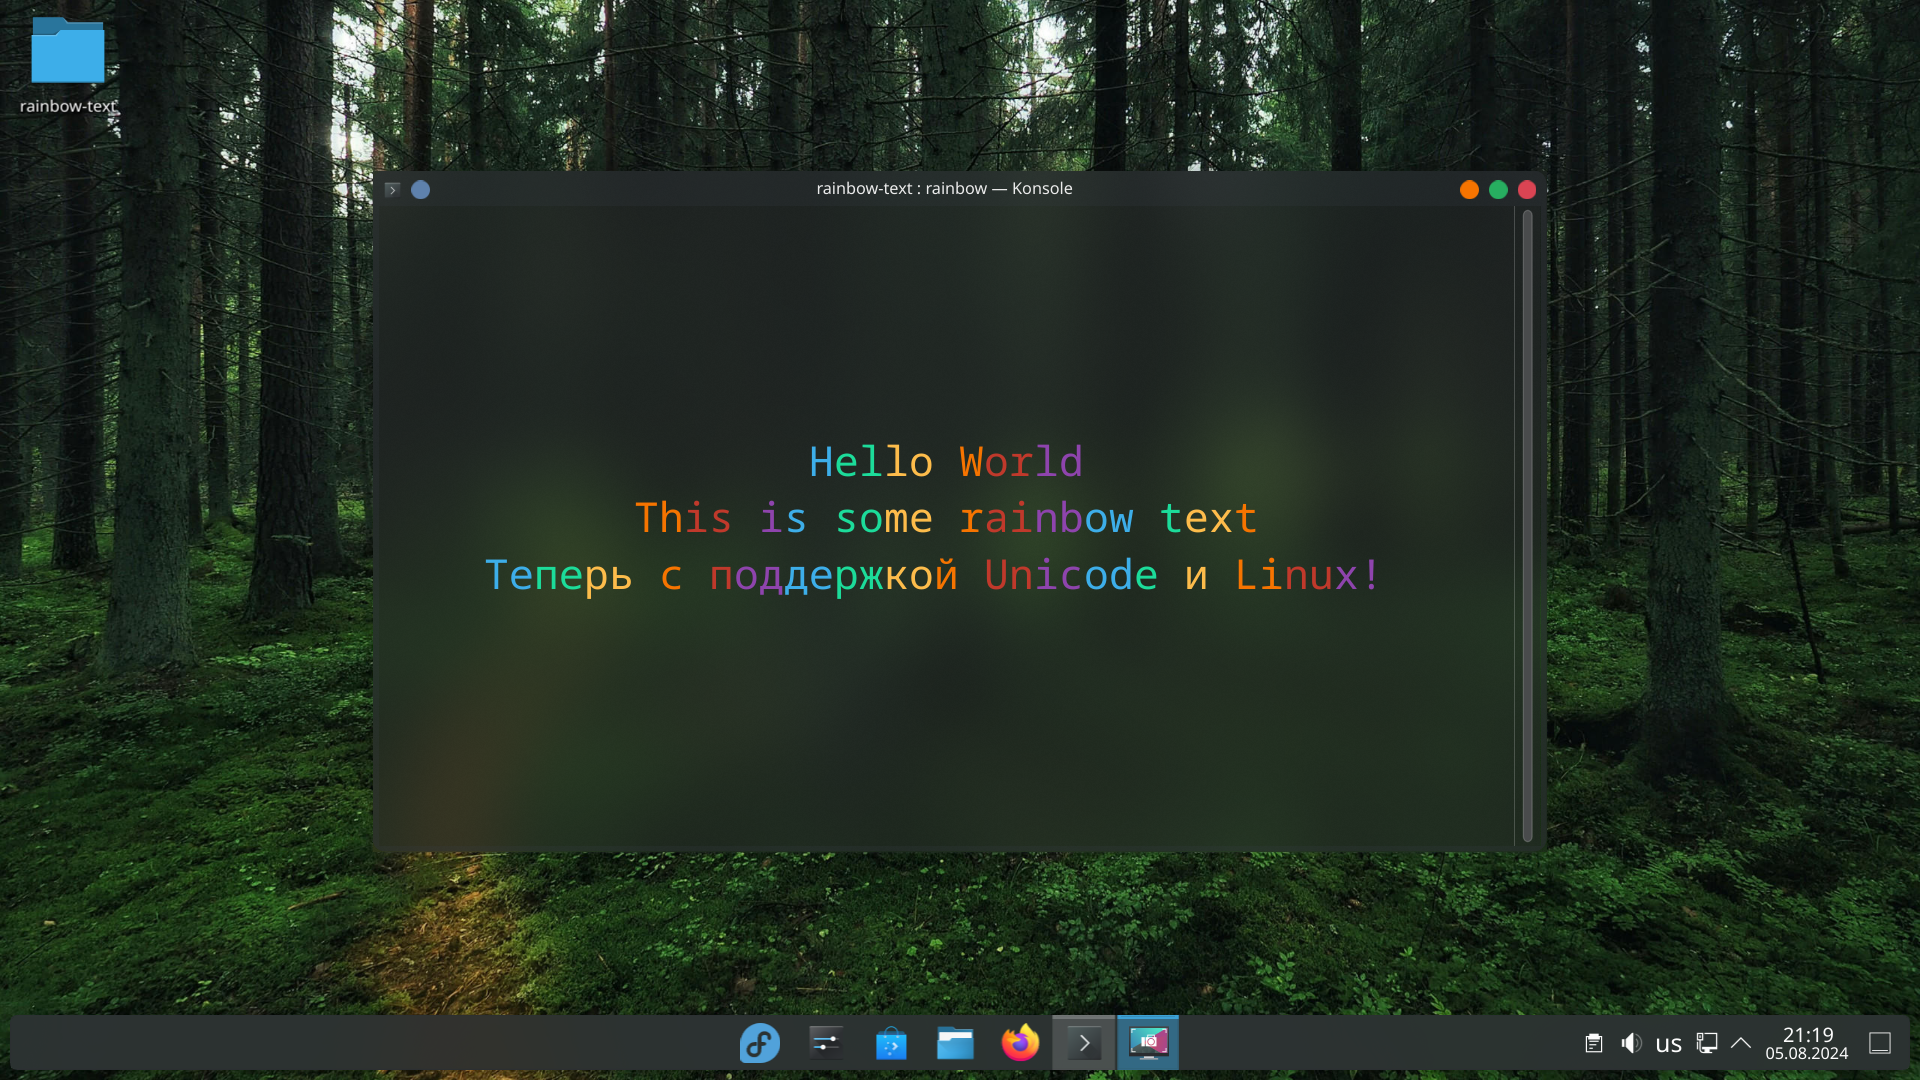 rainbow-text
rainbow-text : rainbow — Konsole
Hello World
This is some rainbow text
Теперь с поддержкой Unicode и Linux!
us
21:19
05.08.2024